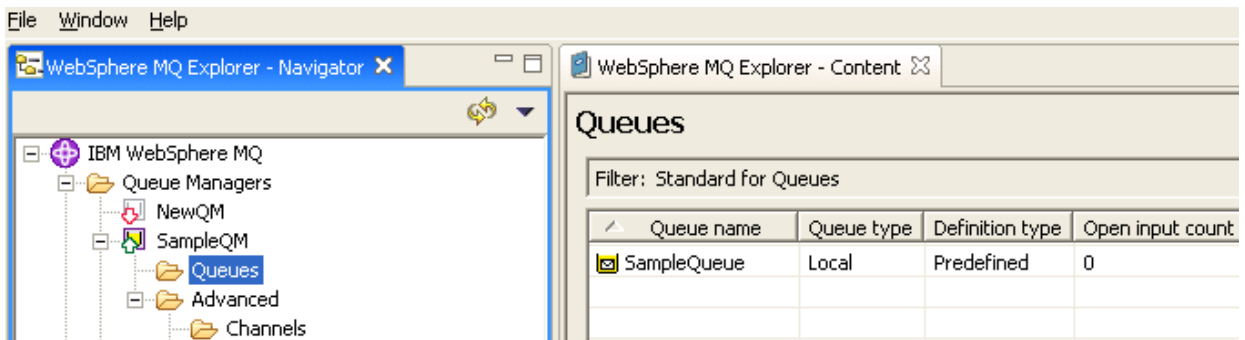 File Window Help
WebSphere MQ Explorer - Navigator
IBM WebSphere MQ
Queue Managers
NewQM
SampleQM
Queues
Advanced
Channels
WebSphere MQ Explorer - Content
Queues
Filter: Standard for Queues
Queue name Queue type Definition type Open input count
SampleQueue Local Predefined 0